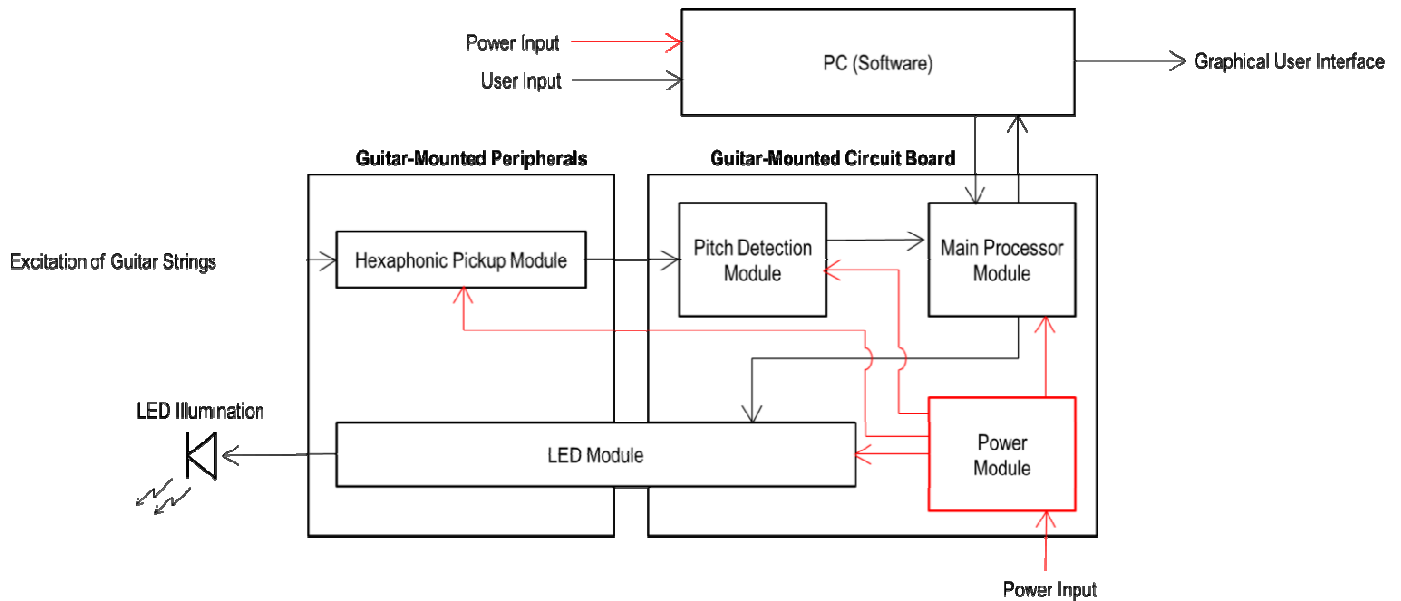 Power Input
User Input
PC (Software)
Graphical User Interface
Guitar-Mounted Peripherals
Guitar-Mounted Circuit Board
Excitation of Guitar Strings
Hexaphonic Pickup Module
Pitch Detection
Module
Main Processor
Module
LED Illumination
LED Module
Power
Module
Power Input